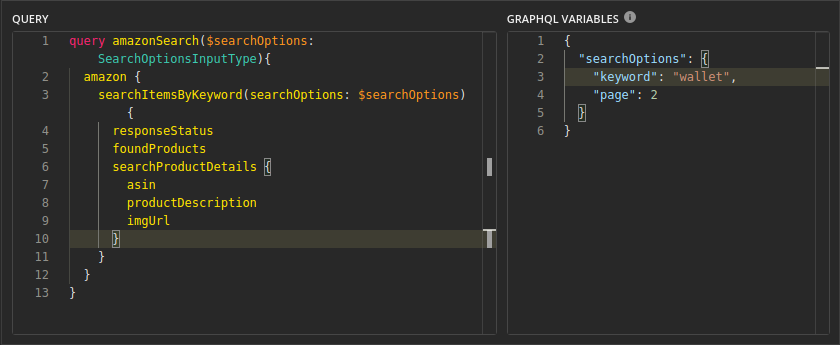 QUERY
1 query amazonSearch($searchOptions:
SearchOptionsInputType){
2 amazon {
3 searchItemsByKeyword(searchOptions: $searchOptions)
{
4 responseStatus
5 foundProducts
6 searchProductDetails {
7 asin
8 productDescription
9 imgUrl
10 }
11 }
12 }
13 }
GRAPHQL VARIABLES i
1 {
2 "searchOptions": {
3 "keyword": "wallet",
4 "page": 2
5 }
6 }